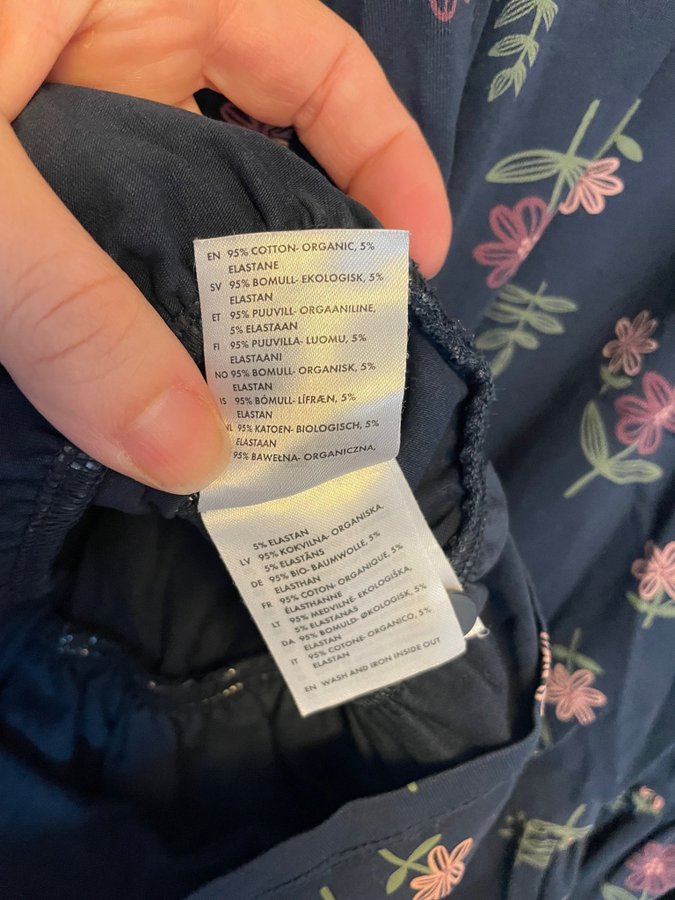 EN 95% COTTON- ORGANIC, 5%
ELASTANE
SV 95% BOMULL- EKOLOGISK, 5%
ELASTAN
ET 95% PUUVILL- ORGAANILINE,
5% ELASTAAN
FI 95% PUUVILLA- LUOMU, 5%
ELASTAANI
NO 95% BOMULL- ORGANISK, 5%
ELASTAN
IS 95% BÓMULL- LÍFRÆN, 5%
ELASTAN
NL 95% KATOEN- BIOLOGISCH, 5%
ELASTAAN
95% BAWEŁNA- ORGANICZNA,
5% ELASTAN
LV 95% KOKVILNA- ORGANISKA,
5% ELASTĀNS
DE 95% BIO- BAUMWOLLE, 5%
ELASTHAN
FR 95% COTON- ORGANIQUE, 5%
ÉLASTHANNE
LT 95% MEDVILNĖ- EKOLOGIŠKA,
5% ELASTANAS
DA 95% BOMULD- ØKOLOGISK, 5%
ELASTAN
IT 95% COTONE- ORGANICO, 5%
ELASTAN
EN WASH AND IRON INSIDE OUT